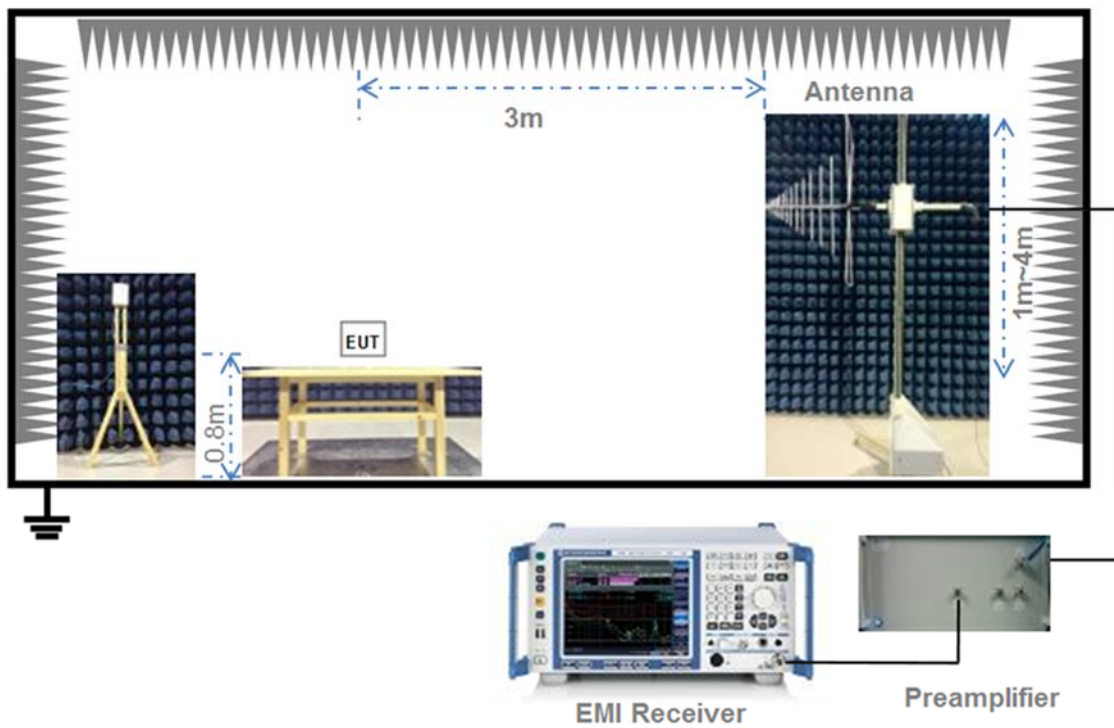 Antenna
3m
1m~4m
EUT
0.8m
EMI Receiver
Preamplifier